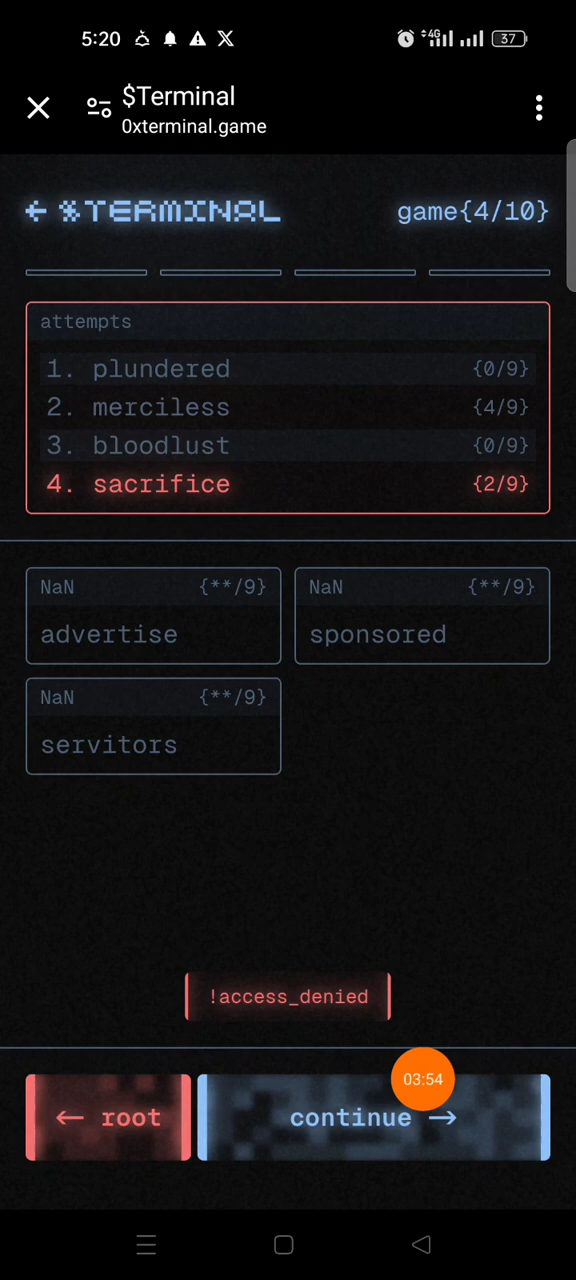 5:20
4G
37
$Terminal
0xterminal.game
← $TERMINAL
game{4/10}
attempts
1. plundered {0/9}
2. merciless {4/9}
3. bloodlust {0/9}
4. sacrifice {2/9}
NaN {**/9}
advertise
NaN {**/9}
sponsored
NaN {**/9}
servitors
!access_denied
03:54
← root
continue →